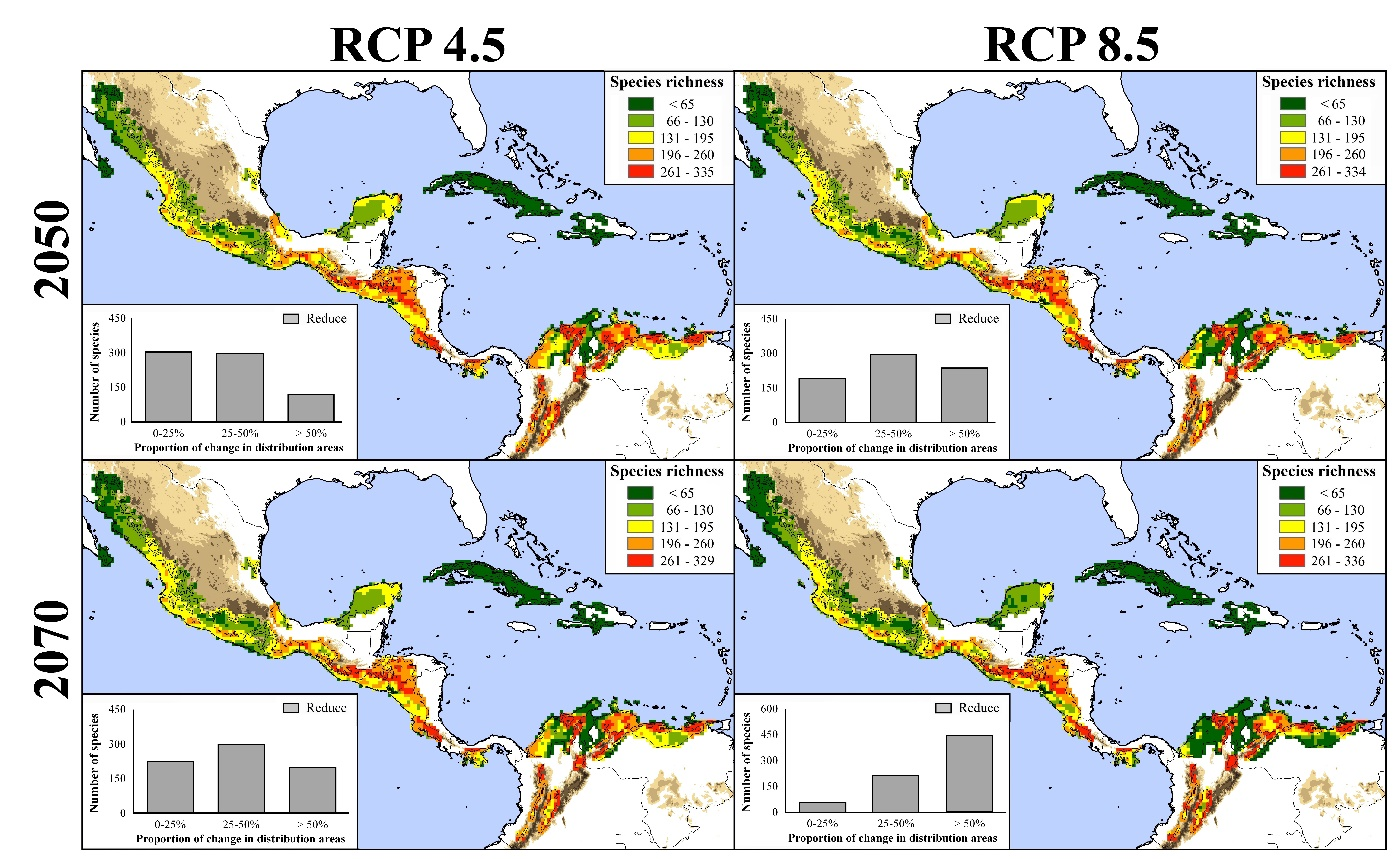 RCP 4.5
RCP 8.5
2050
Species richness
< 65
66 - 130
131 - 195
196 - 260
261 - 335
450
300
150
0
Number of species
Reduce
0-25%
25-50%
> 50%
Proportion of change in distribution areas
Species richness
< 65
66 - 130
131 - 195
196 - 260
261 - 334
450
300
150
0
Number of species
Reduce
0-25%
25-50%
> 50%
Proportion of change in distribution areas
2070
Species richness
< 65
66 - 130
131 - 195
196 - 260
261 - 329
450
300
150
0
Number of species
Reduce
0-25%
25-50%
> 50%
Proportion of change in distribution areas
Species richness
< 65
66 - 130
131 - 195
196 - 260
261 - 336
600
450
300
150
0
Number of species
Reduce
0-25%
25-50%
> 50%
Proportion of change in distribution areas